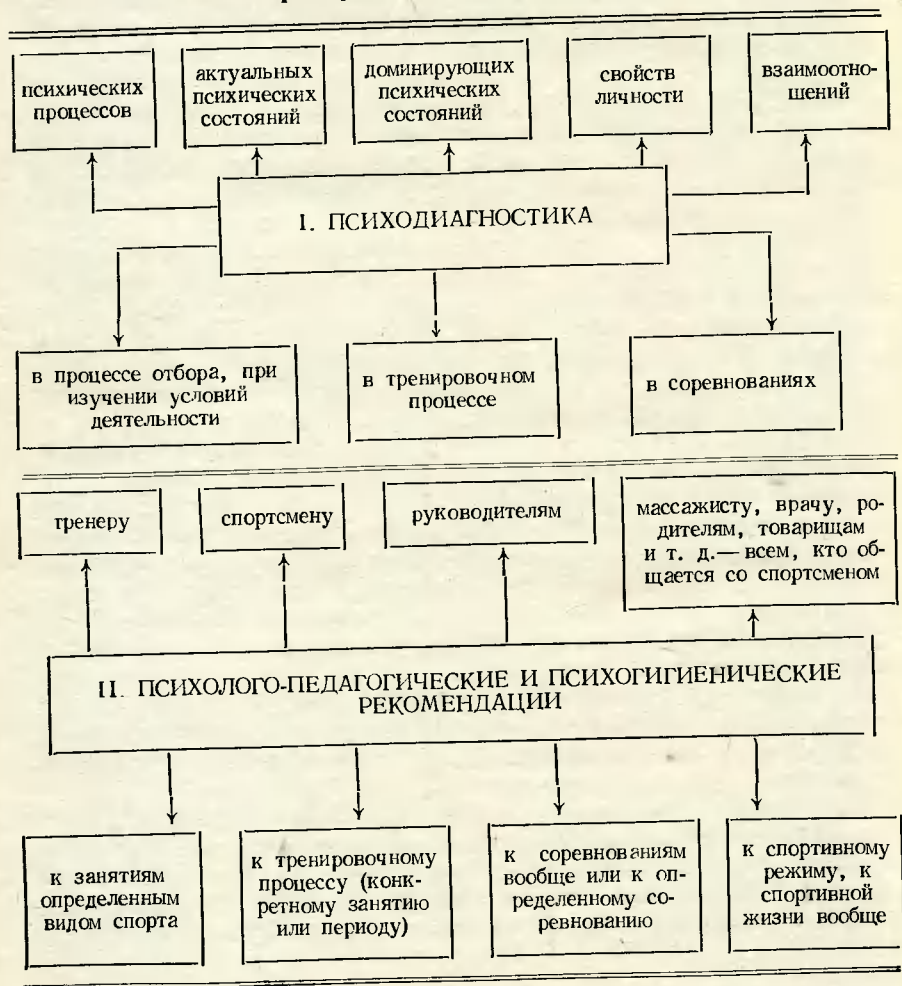 психических
процессов
актуальных
психических
состояний
доминирующих
психических
состояний
свойств
личности
взаимоотно-
шений
I. ПСИХОДИАГНОСТИКА
в процессе отбора, при
изучении условий
деятельности
в тренировочном
процессе
в соревнованиях
тренеру
спортсмену
руководителям
массажисту, врачу, ро-
дителям, товарищам
и т. д.— всем, кто об-
щается со спортсменом
II. ПСИХОЛОГО-ПЕДАГОГИЧЕСКИЕ И ПСИХОГИГИЕНИЧЕСКИЕ
РЕКОМЕНДАЦИИ
к занятиям
определенным
видом спорта
к тренировочному
процессу (конк-
ретному занятию
или периоду)
к соревнованиям
вообще или к оп-
ределенному со-
ревнованию
к спортивному
режиму, к
спортивной
жизни вообще